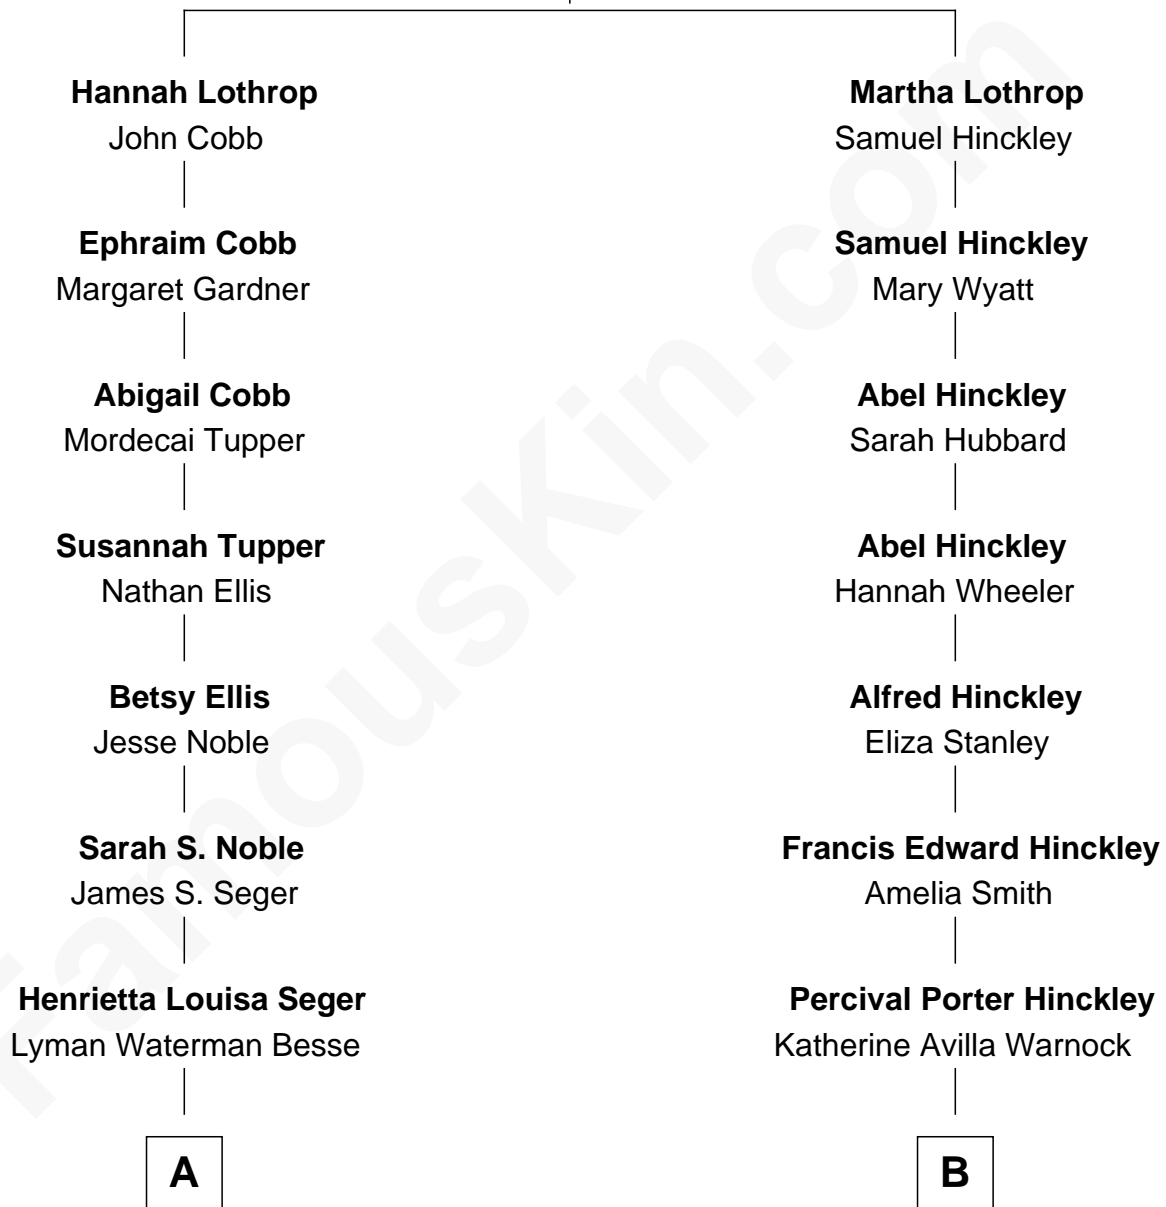 Hannah Lothrop
John Cobb
Ephraim Cobb
Margaret Gardner
Abigail Cobb
Mordecai Tupper
Susannah Tupper
Nathan Ellis
Betsy Ellis
Jesse Noble
Sarah S. Noble
James S. Seger
Henrietta Louisa Seger
Lyman Waterman Besse
A
Martha Lothrop
Samuel Hinckley
Samuel Hinckley
Mary Wyatt
Abel Hinckley
Sarah Hubbard
Abel Hinckley
Hannah Wheeler
Alfred Hinckley
Eliza Stanley
Francis Edward Hinckley
Amelia Smith
Percival Porter Hinckley
Katherine Avilla Warnock
B
FamousKin.com